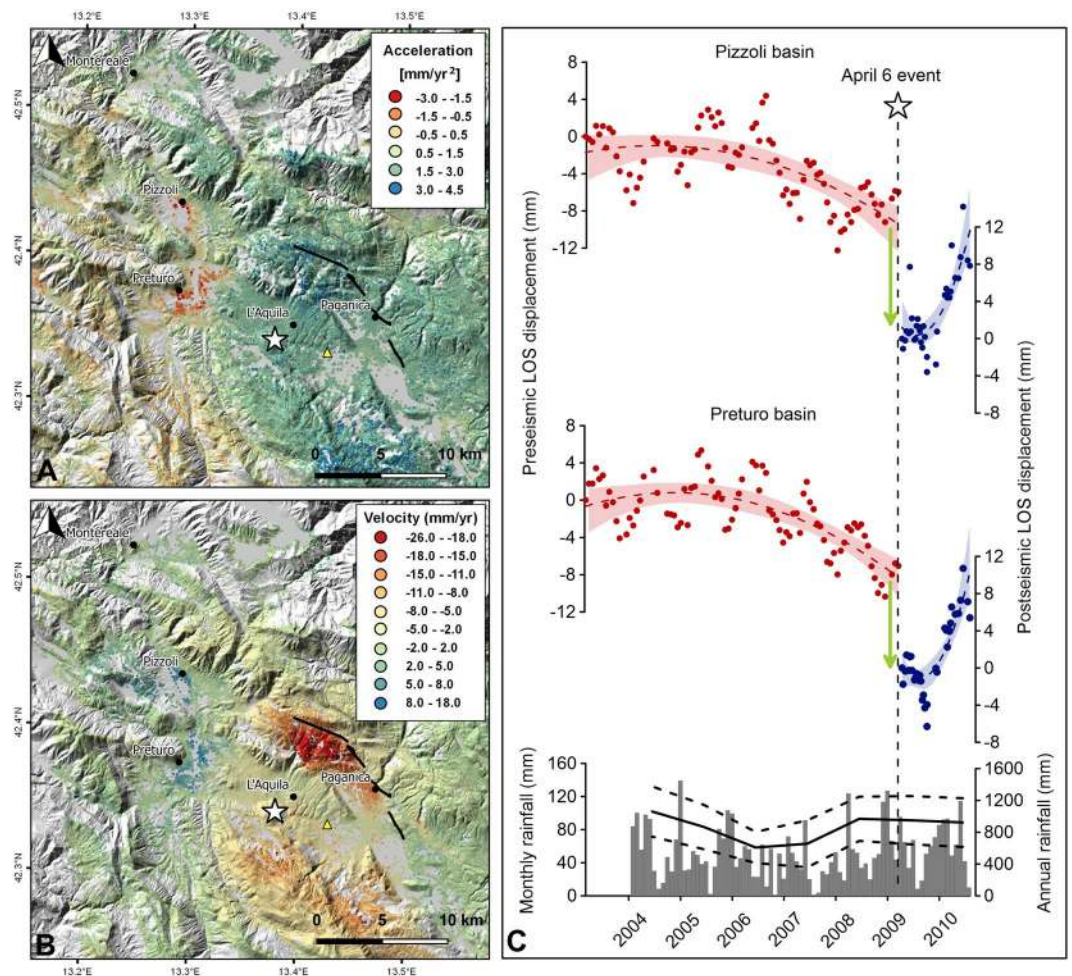 13.2°E 13.3°E 13.4°E 13.5°E
42.5°N
42.4°N
42.3°N
Acceleration
[mm/yr2]
-3.0 - -1.5
-1.5 - -0.5
-0.5 - 0.5
0.5 - 1.5
1.5 - 3.0
3.0 - 4.5
Montereale
Pizzoli
Preturo
L'Aquila
Paganica
0 5 10 km
A
Velocity (mm/yr)
-26.0 - -18.0
-18.0 - -15.0
-15.0 - -11.0
-11.0 - -8.0
-8.0 - -5.0
-5.0 - -2.0
-2.0 - 2.0
2.0 - 5.0
5.0 - 8.0
8.0 - 18.0
Montereale
Pizzoli
Preturo
L'Aquila
Paganica
0 5 10 km
B
42.5°N
42.4°N
42.3°N
13.2°E 13.3°E 13.4°E 13.5°E
Pizzoli basin
April 6 event
8
4
0
-4
-8
-12
12
8
4
0
-4
-8
Preseismic LOS displacement (mm)
Postseismic LOS displacement (mm)
Preturo basin
8
4
0
-4
-8
-12
12
8
4
0
-4
-8
Monthly rainfall (mm)
160
120
80
40
0
Annual rainfall (mm)
1600
1200
800
400
0
2004 2005 2006 2007 2008 2009 2010
C